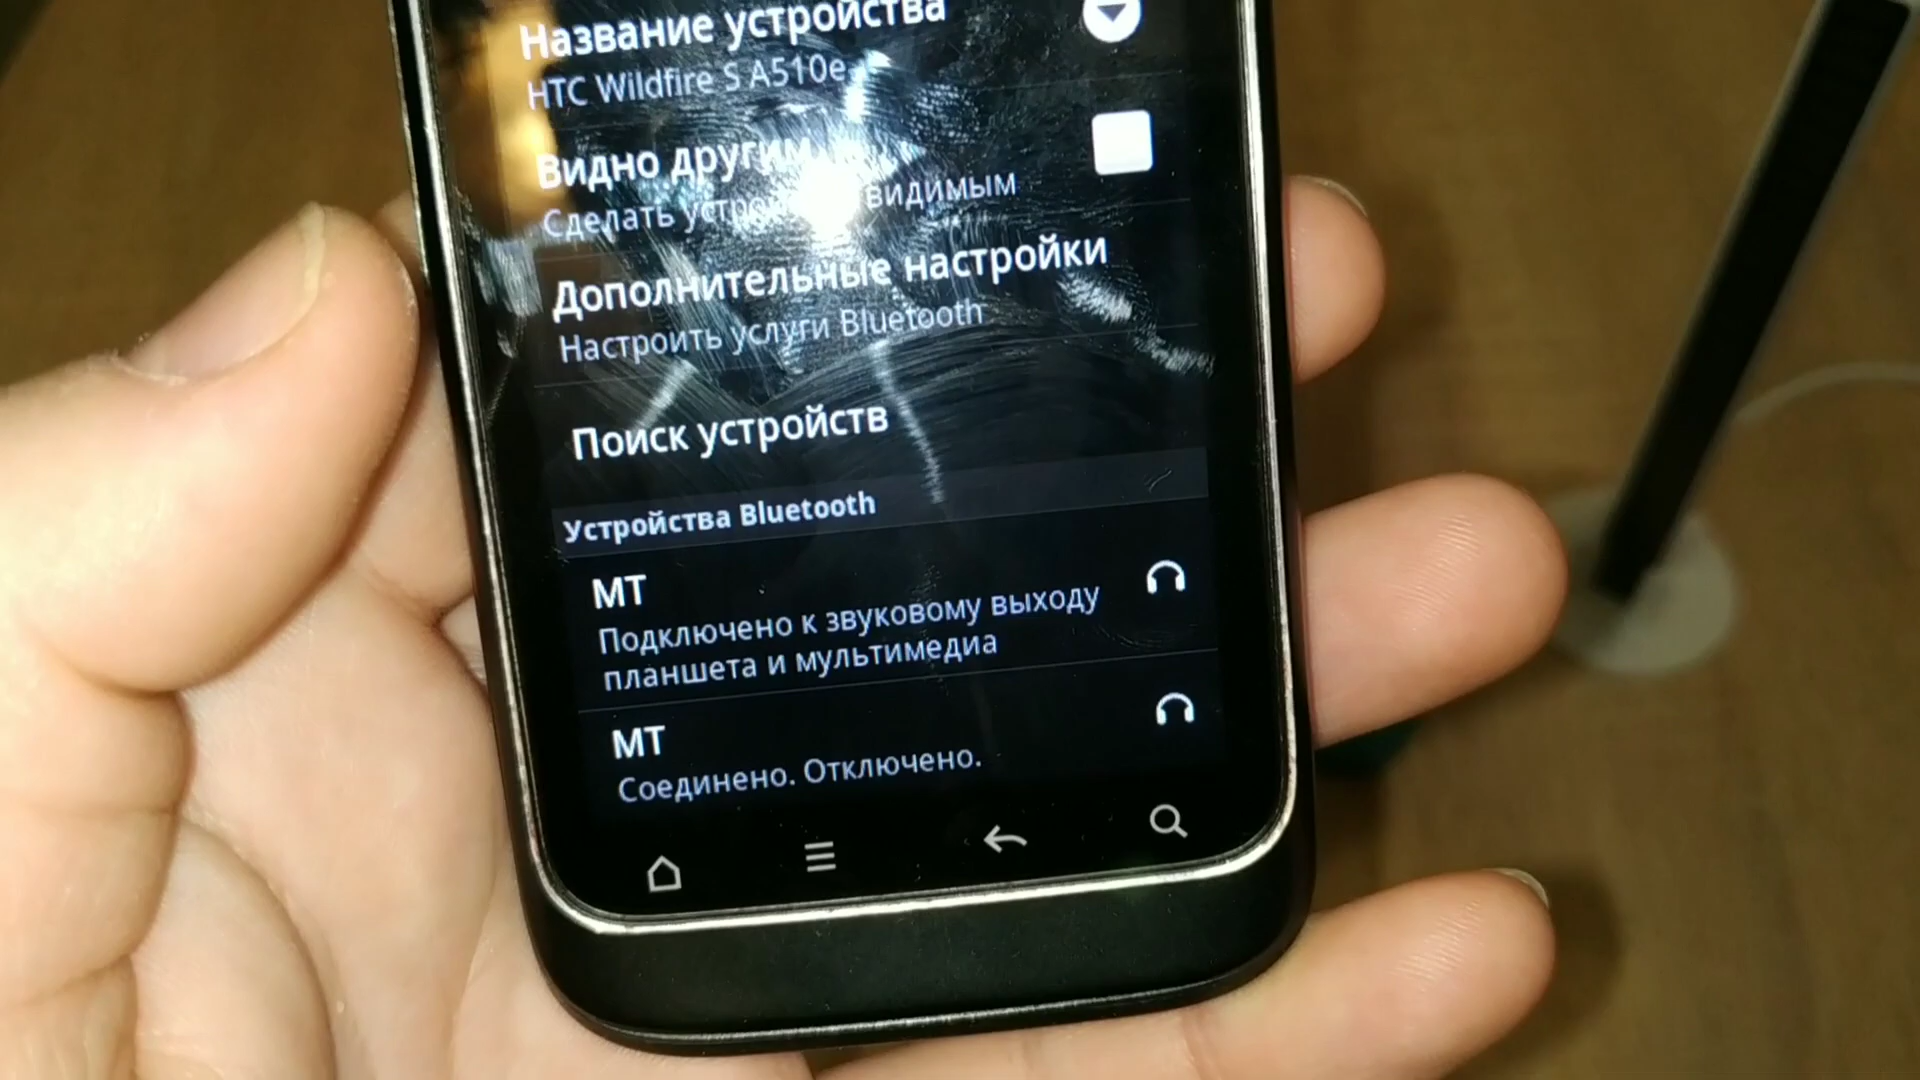 Название устройства
HTC Wildfire S A510e
Видно другим
Сделать видимым
Дополнительные настройки
Настроить услуги Bluetooth
Поиск устройств
Устройства Bluetooth
MT
Подключено к звуковому выходу
планшета и мультимедиа
MT
Соединено. Отключено.